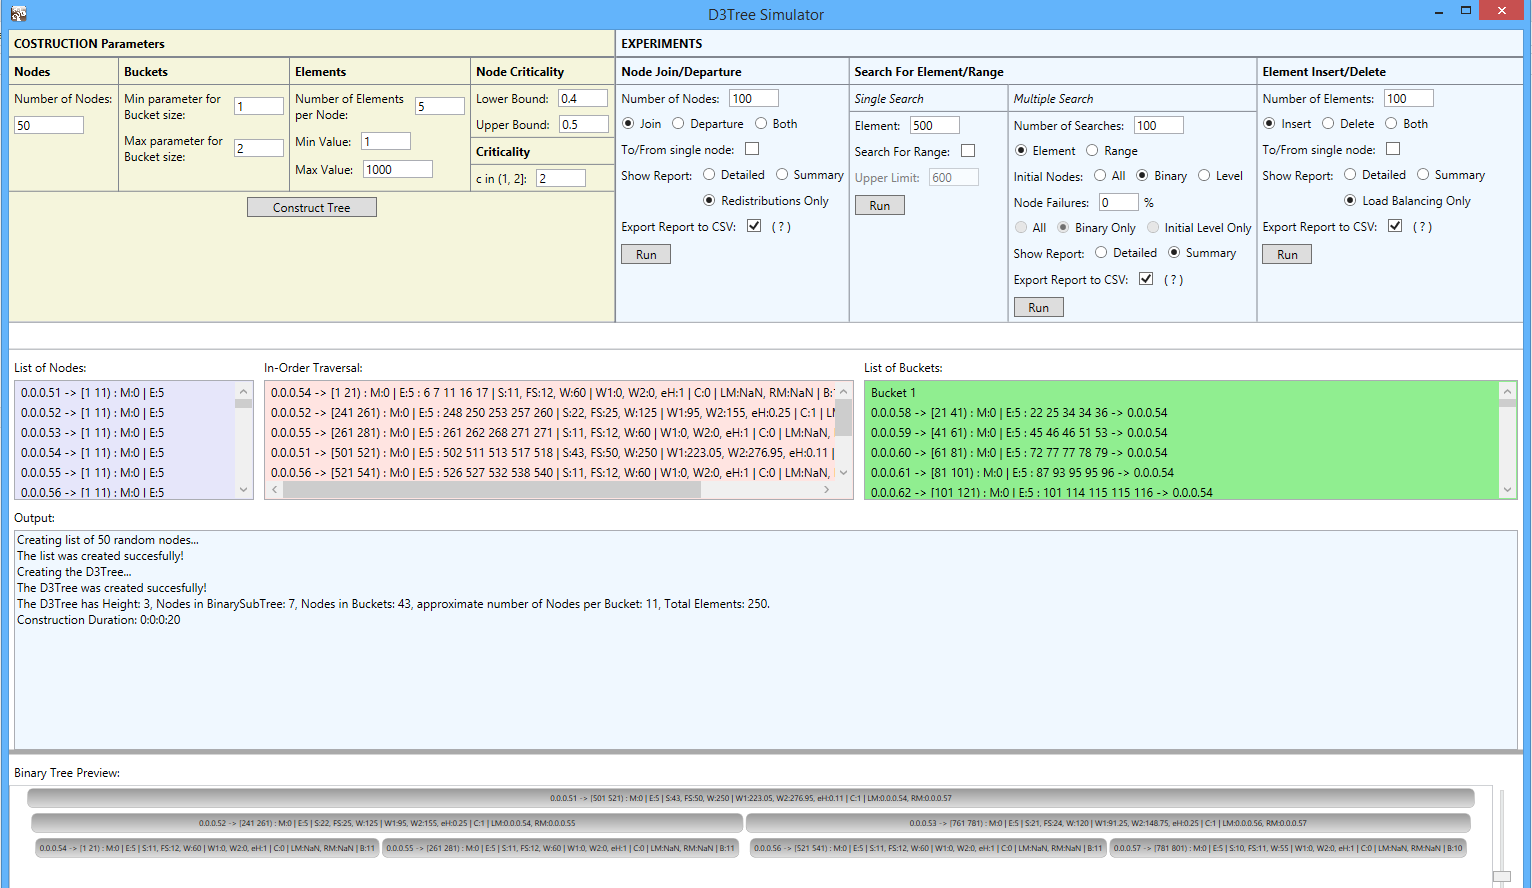 D3Tree Simulator
COSTRUCTION Parameters
EXPERIMENTS
Nodes
Buckets
Elements
Node Criticality
Node Join/Departure
Search For Element/Range
Element Insert/Delete
Number of Nodes:
50
Min parameter for
Bucket size:
1
Max parameter for
Bucket size:
2
Number of Elements
per Node:
5
Min Value: 1
Max Value: 1000
Lower Bound: 0.4
Upper Bound: 0.5
Criticality
c in (1, 2]: 2
Construct Tree
Number of Nodes: 100
Join Departure Both
To/From single node:
Show Report: Detailed Summary
Redistributions Only
Export Report to CSV: ( ? )
Run
Single Search
Element: 500
Search For Range:
Upper Limit: 600
Run
Multiple Search
Number of Searches: 100
Element Range
Initial Nodes: All Binary Level
Node Failures: 0 %
All Binary Only Initial Level Only
Show Report: Detailed Summary
Export Report to CSV: ( ? )
Run
Number of Elements: 100
Insert Delete Both
To/From single node:
Show Report: Detailed Summary
Load Balancing Only
Export Report to CSV: ( ? )
Run
List of Nodes:
0.0.0.51 -> [1 11) : M:0 | E:5
0.0.0.52 -> [1 11) : M:0 | E:5
0.0.0.53 -> [1 11) : M:0 | E:5
0.0.0.54 -> [1 11) : M:0 | E:5
0.0.0.55 -> [1 11) : M:0 | E:5
0.0.0.56 -> [1 11) : M:0 | E:5
In-Order Traversal:
0.0.0.54 -> [1 21) : M:0 | E:5 : 6 7 11 16 17 | S:11, FS:12, W:60 | W1:0, W2:0, eH:1 | C:0 | LM:NaN, RM:NaN | B:
0.0.0.52 -> [241 261) : M:0 | E:5 : 248 250 253 257 260 | S:22, FS:25, W:125 | W1:95, W2:155, eH:0.25 | C:1 | 
0.0.0.55 -> [261 281) : M:0 | E:5 : 261 262 268 271 271 | S:11, FS:12, W:60 | W1:0, W2:0, eH:1 | C:0 | LM:NaN,
0.0.0.51 -> [501 521) : M:0 | E:5 : 502 511 513 517 518 | S:43, FS:50, W:250 | W1:223.05, W2:276.95, eH:0.11 |
0.0.0.56 -> [521 541) : M:0 | E:5 : 526 527 532 538 540 | S:11, FS:12, W:60 | W1:0, W2:0, eH:1 | C:0 | LM:NaN,
List of Buckets:
Bucket 1
0.0.0.58 -> [21 41) : M:0 | E:5 : 22 25 34 34 36 -> 0.0.0.54
0.0.0.59 -> [41 61) : M:0 | E:5 : 45 46 46 51 53 -> 0.0.0.54
0.0.0.60 -> [61 81) : M:0 | E:5 : 72 77 77 78 79 -> 0.0.0.54
0.0.0.61 -> [81 101) : M:0 | E:5 : 87 93 95 95 96 -> 0.0.0.54
0.0.0.62 -> [101 121) : M:0 | E:5 : 101 114 115 115 116 -> 0.0.0.54
Output:
Creating list of 50 random nodes...
The list was created succesfully!
Creating the D3Tree...
The D3Tree was created succesfully!
The D3Tree has Height: 3, Nodes in BinarySubTree: 7, Nodes in Buckets: 43, approximate number of Nodes per Bucket: 11, Total Elements: 250.
Construction Duration: 0:0:0:20
Binary Tree Preview:
0.0.0.51 -> [501 521) : M:0 | E:5 | S:43, FS:50, W:250 | W1:223.05, W2:276.95, eH:0.11 | C:1 | LM:0.0.0.54, RM:0.0.0.57
0.0.0.52 -> [241 261) : M:0 | E:5 | S:22, FS:25, W:125 | W1:95, W2:155, eH:0.25 | C:1 | LM:0.0.0.54, RM:0.0.0.55
0.0.0.53 -> [761 781) : M:0 | E:5 | S:21, FS:24, W:120 | W1:91.25, W2:148.75, eH:0.25 | C:1 | LM:0.0.0.56, RM:0.0.0.57
0.0.0.54 -> [1 21) : M:0 | E:5 | S:11, FS:12, W:60 | W1:0, W2:0, eH:1 | C:0 | LM:NaN, RM:NaN | B:11
0.0.0.55 -> [261 281) : M:0 | E:5 | S:11, FS:12, W:60 | W1:0, W2:0, eH:1 | C:0 | LM:NaN, RM:NaN | B:11
0.0.0.56 -> [521 541) : M:0 | E:5 | S:11, FS:12, W:60 | W1:0, W2:0, eH:1 | C:0 | LM:NaN, RM:NaN | B:11
0.0.0.57 -> [781 801) : M:0 | E:5 | S:10, FS:11, W:55 | W1:0, W2:0, eH:1 | C:0 | LM:NaN, RM:NaN | B:10